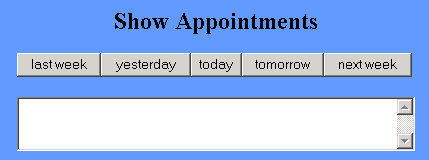 Show Appointments
last week yesterday today tomorrow next week